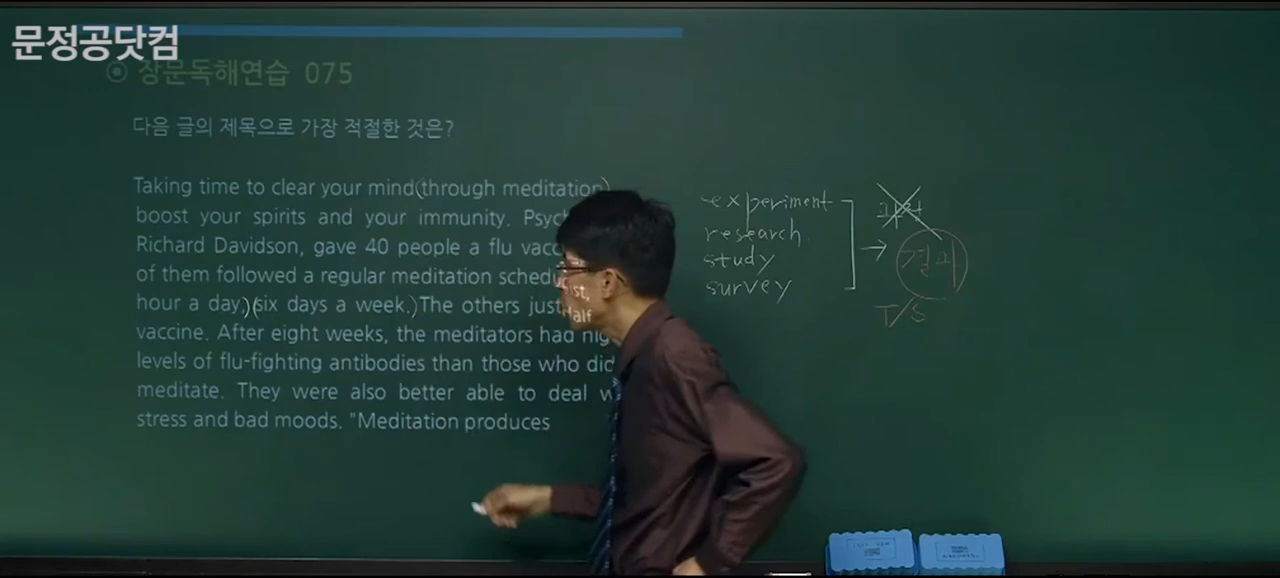 문정공닷컴
장문독해연습 075
다음 글의 제목으로 가장 적절한 것은?
Taking time to clear your mind(through meditation)
boost your spirits and your immunity.
Richard Davidson, gave 40 people a flu
of them followed a regular meditation
hour a day,)(six days a week.)The others just
vaccine. After eight weeks, the meditators had
levels of flu-fighting antibodies than those who
meditate. They were also better able to deal
stress and bad moods. "Meditation produces
ist,
Half
experiment
research
study
survey
→
결과
T/S